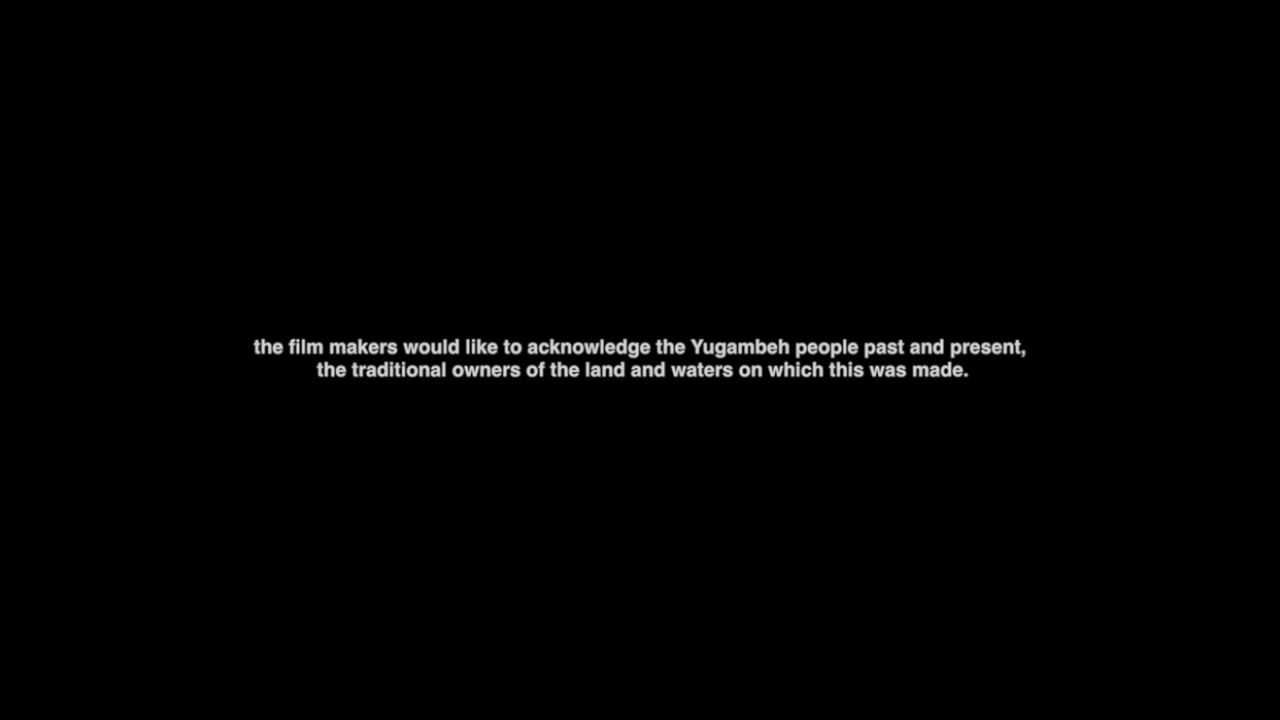 the film makers would like to acknowledge the Yugambeh people past and present,
the traditional owners of the land and waters on which this was made.